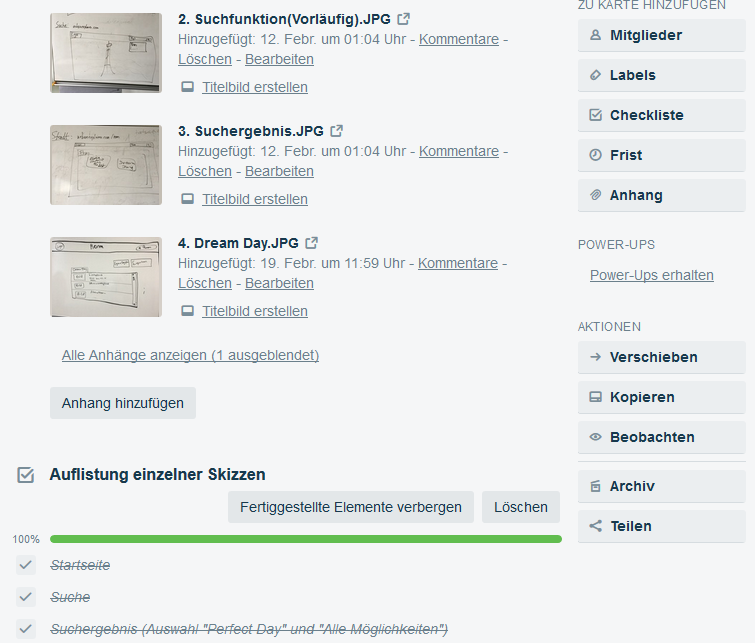 2. Suchfunktion(Vorläufig).JPG
Hinzugefügt: 12. Febr. um 01:04 Uhr - Kommentare -
Löschen - Bearbeiten
Titelbild erstellen
3. Suchergebnis.JPG
Hinzugefügt: 12. Febr. um 01:04 Uhr - Kommentare -
Löschen - Bearbeiten
Titelbild erstellen
4. Dream Day.JPG
Hinzugefügt: 19. Febr. um 11:59 Uhr - Kommentare -
Löschen - Bearbeiten
Titelbild erstellen
Alle Anhänge anzeigen (1 ausgeblendet)
Anhang hinzufügen
Auflistung einzelner Skizzen
Fertiggestellte Elemente verbergen
Löschen
100%
Startseite
Suche
Suchergebnis (Auswahl "Perfect Day" und "Alle Möglichkeiten")
ZU KARTE HINZUFÜGEN
Mitglieder
Labels
Checkliste
Frist
Anhang
POWER-UPS
Power-Ups erhalten
AKTIONEN
Verschieben
Kopieren
Beobachten
Archiv
Teilen